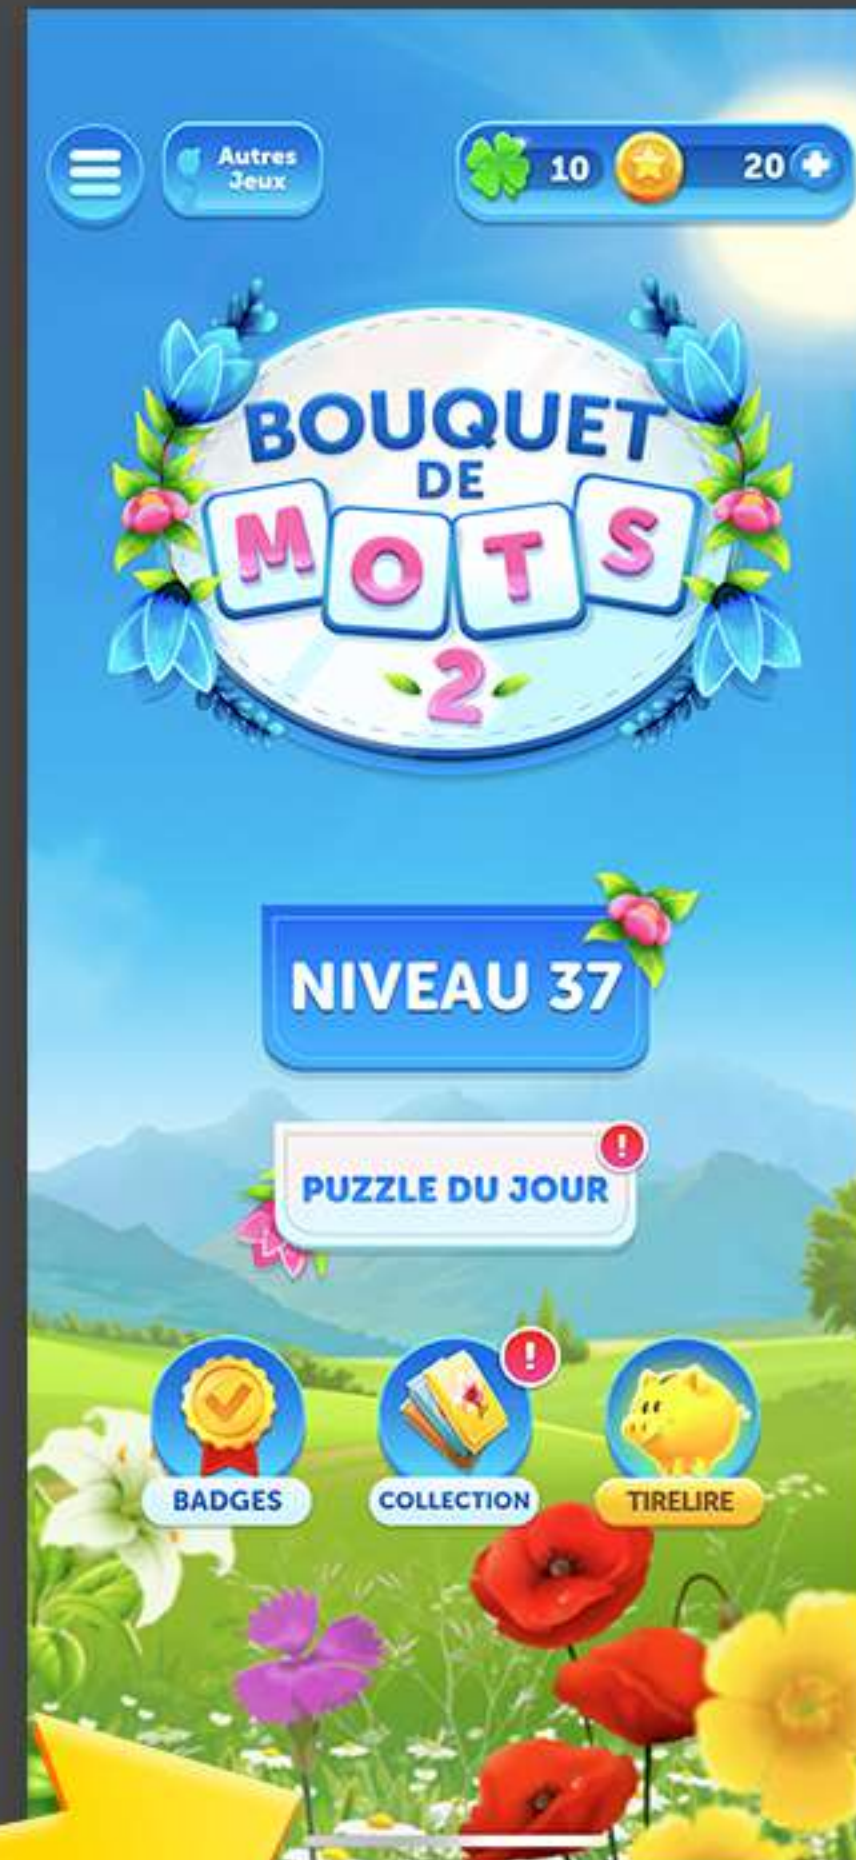 Autres
Jeux
10
20
BOUQUET
DE
MOTS
2
NIVEAU 37
!
PUZZLE DU JOUR
!
BADGES
COLLECTION
TIRELIRE